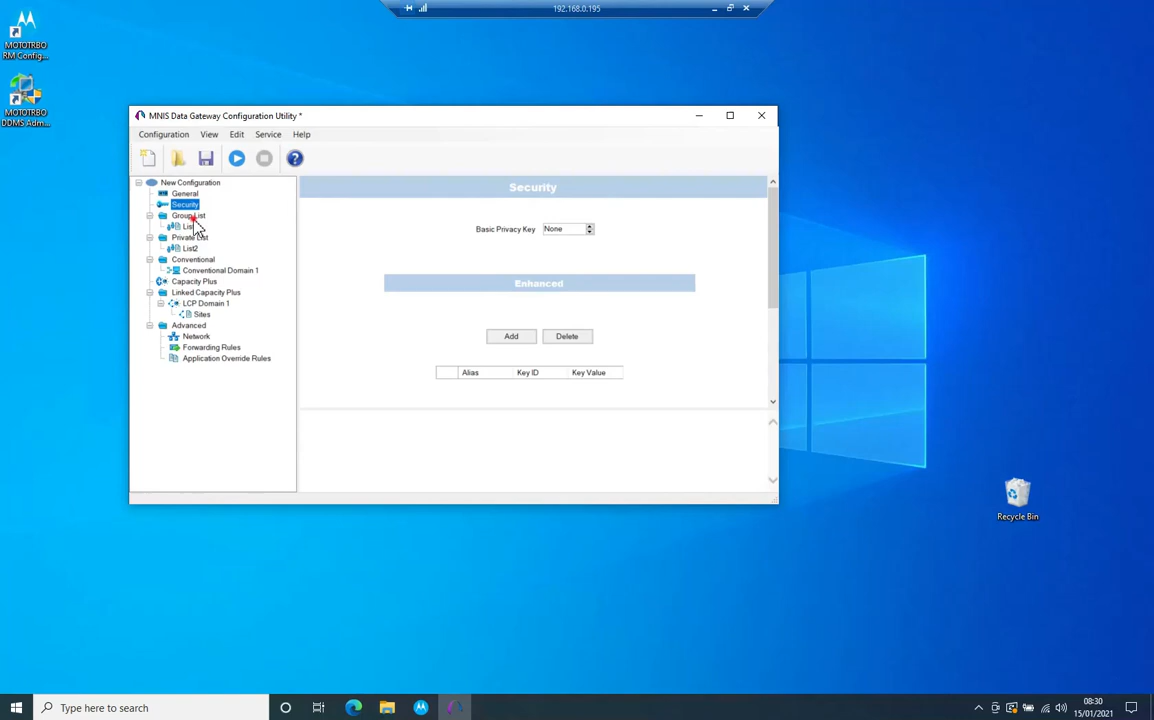 192.168.0.195
MOTOTRBO
RM Config...
MOTOTRBO
DDMS Adm...
MNIS Data Gateway Configuration Utility *
Configuration View Edit Service Help
New Configuration
General
Security
Group List
Private List
List2
Conventional
Conventional Domain 1
Capacity Plus
Linked Capacity Plus
LCP Domain 1
Sites
Advanced
Network
Forwarding Rules
Application Override Rules
Security
Basic Privacy Key None
Enhanced
Add Delete
Alias Key ID Key Value
Recycle Bin
Type here to search
08:30
15/01/2021